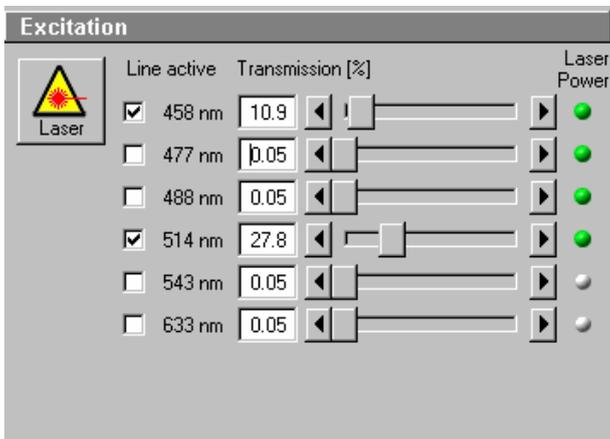 Excitation
Line active Transmission [%] Laser Power
Laser
458 nm 10.9
477 nm 0.05
488 nm 0.05
514 nm 27.8
543 nm 0.05
633 nm 0.05